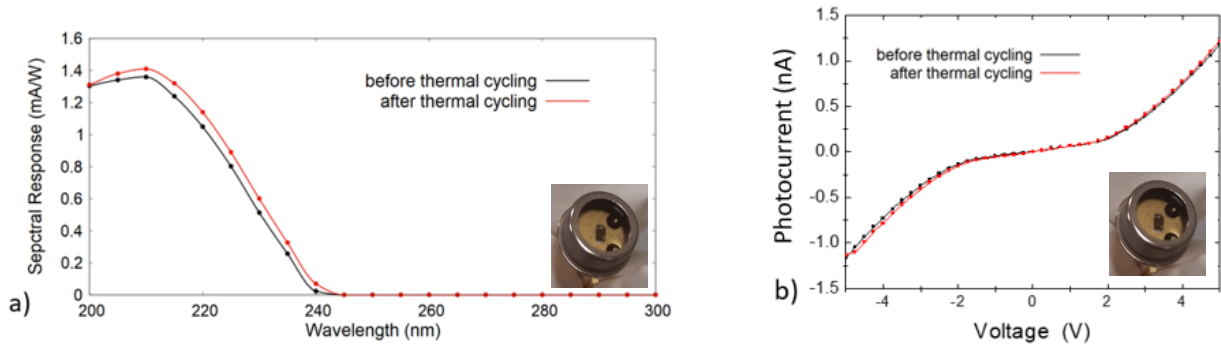 1.6
1.4
1.2
1
0.8
0.6
0.4
0.2
0
Sepctral Response (mA/W)
before thermal cycling
after thermal cycling
200 220 240 260 280 300
Wavelength (nm)
a)
1.5
1.0
0.5
0.0
-0.5
-1.0
-1.5
Photocurrent (nA)
before thermal cycling
after thermal cycling
-4 -2 0 2 4
Voltage (V)
b)